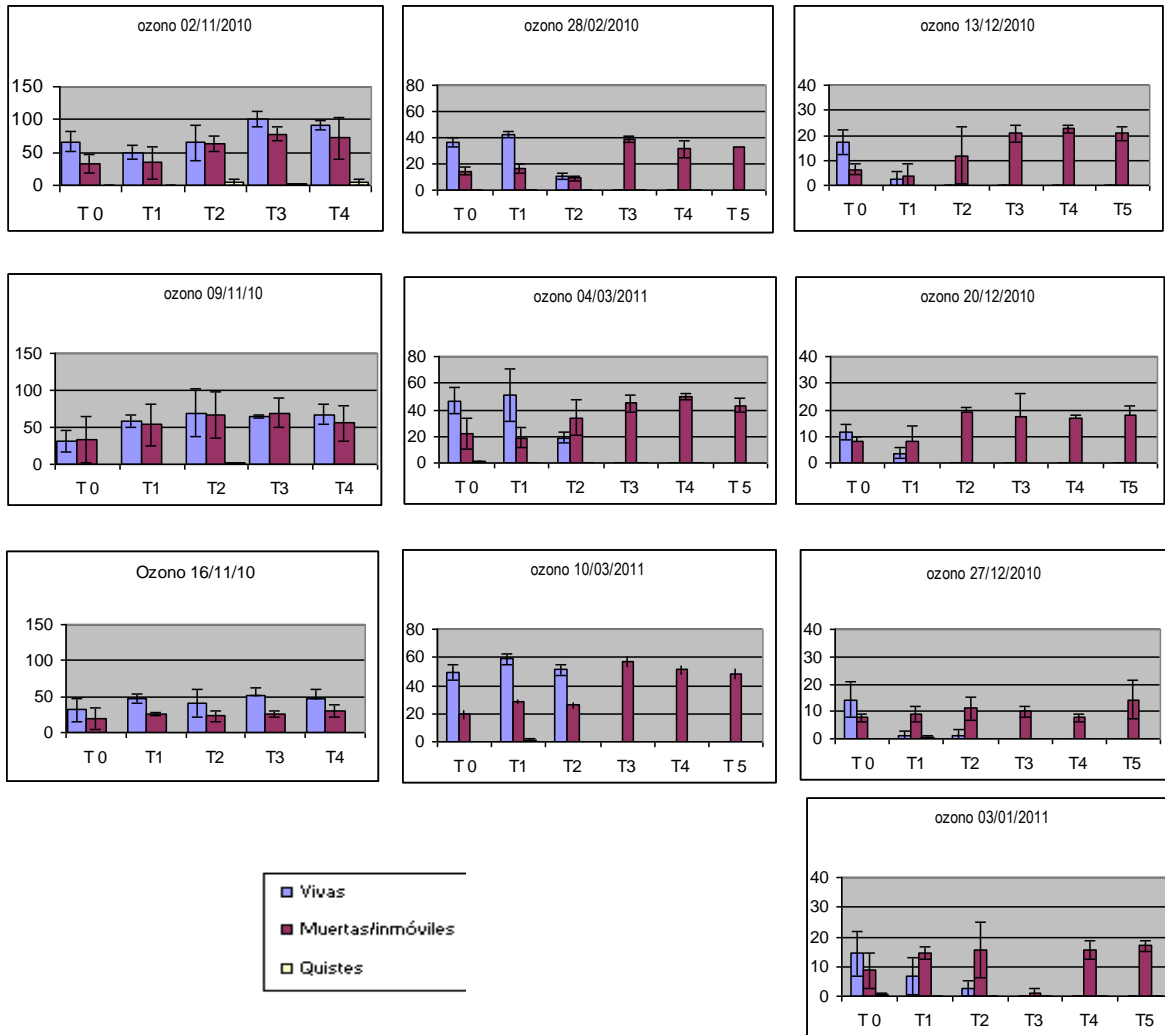 ozono 02/11/2010
150
100
50
0
T 0 T1 T2 T3 T4
ozono 28/02/2010
80
60
40
20
0
T 0 T1 T2 T3 T4 T 5
ozono 13/12/2010
40
30
20
10
0
T 0 T1 T2 T3 T4 T5
ozono 09/11/10
150
100
50
0
T 0 T1 T2 T3 T4
ozono 04/03/2011
80
60
40
20
0
T 0 T1 T2 T3 T4 T 5
ozono 20/12/2010
40
30
20
10
0
T 0 T1 T2 T3 T4 T5
Ozono 16/11/10
150
100
50
0
T 0 T1 T2 T3 T4
ozono 10/03/2011
80
60
40
20
0
T 0 T1 T2 T3 T4 T 5
ozono 27/12/2010
40
30
20
10
0
T 0 T1 T2 T3 T4 T5
Vivas
Muertas/inmóviles
Quistes
ozono 03/01/2011
40
30
20
10
0
T 0 T1 T2 T3 T4 T5